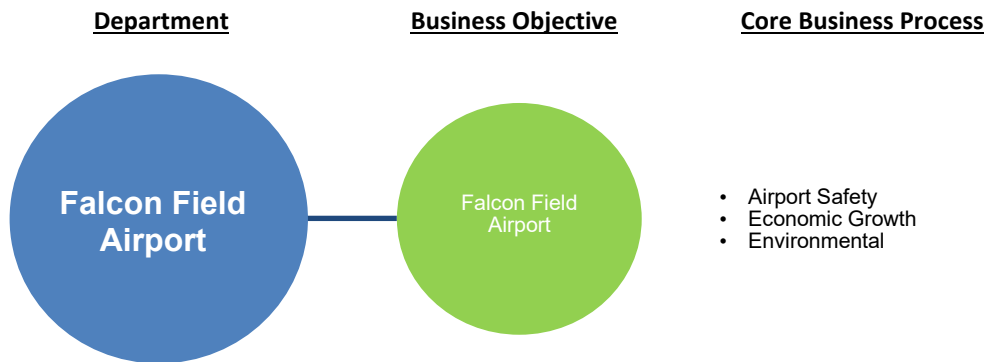 Department
Business Objective
Core Business Process
Falcon Field
Airport
Falcon Field
Airport
• Airport Safety
• Economic Growth
• Environmental